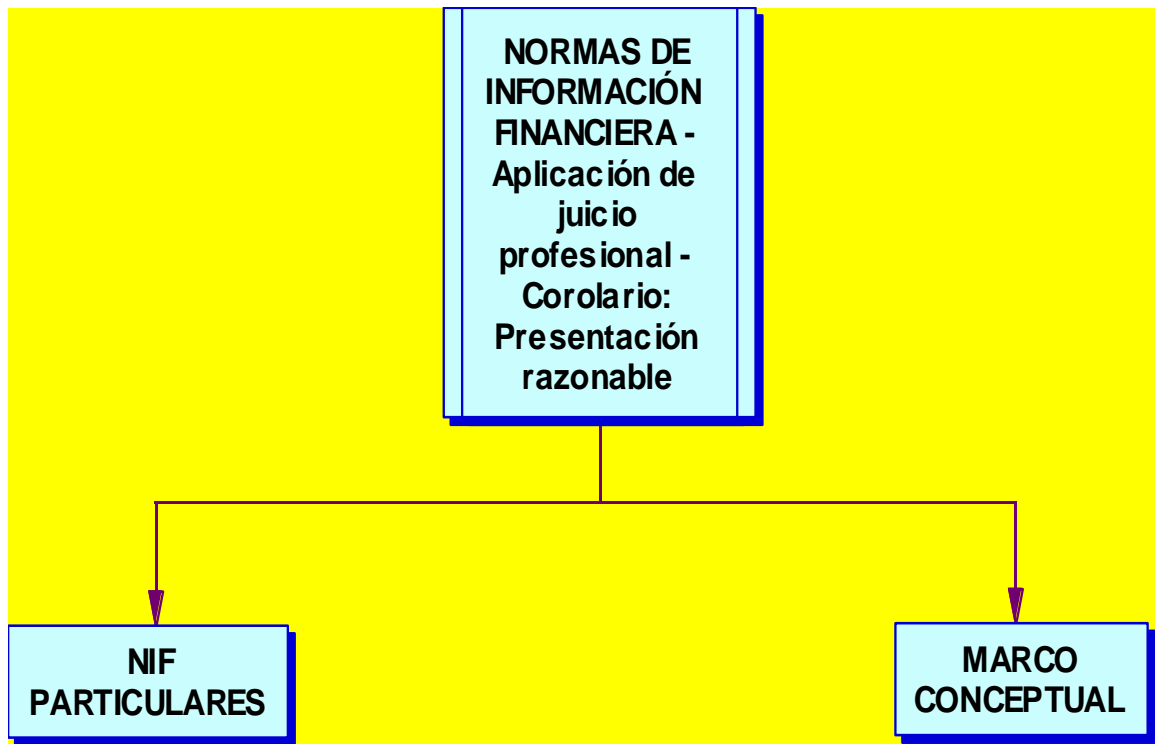 NORMAS DE
INFORMACIÓN
FINANCIERA -
Aplicación de
juicio
profesional -
Corolario:
Presentación
razonable
NIF
PARTICULARES
MARCO
CONCEPTUAL